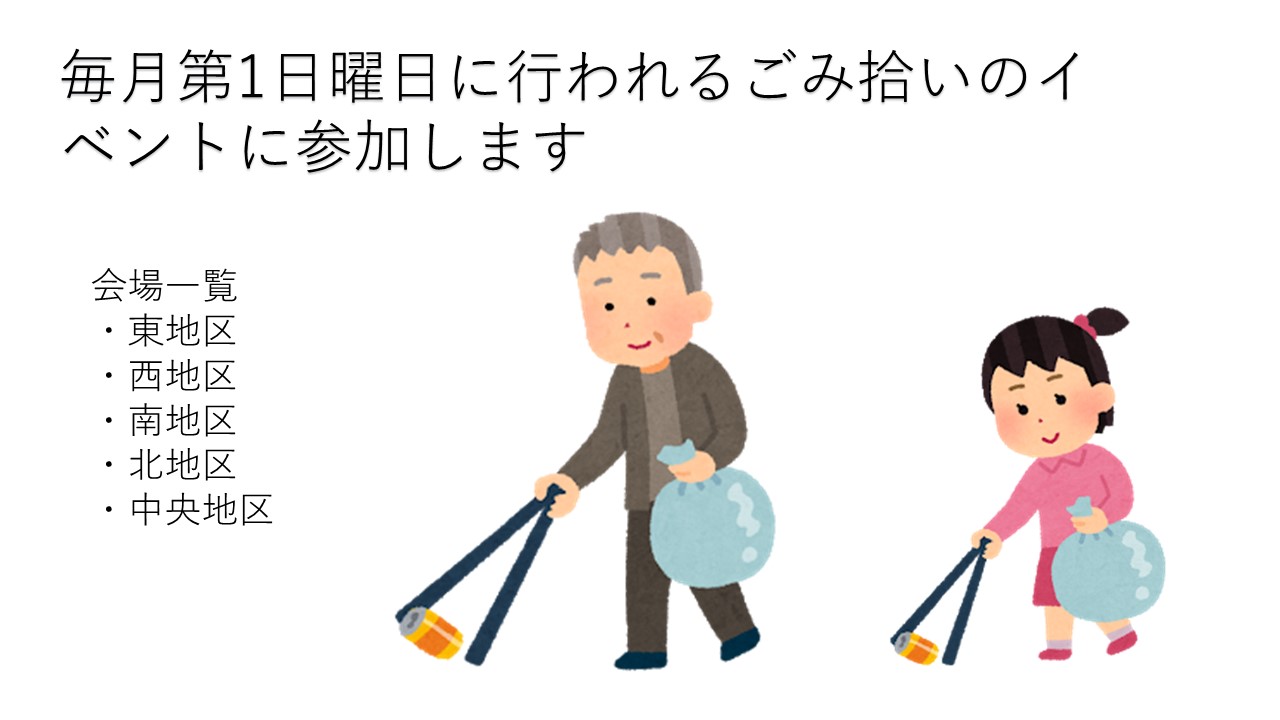 毎月第1日曜日に行われるごみ拾いのイ
ベントに参加します
会場一覧
・東地区
・西地区
・南地区
・北地区
・中央地区